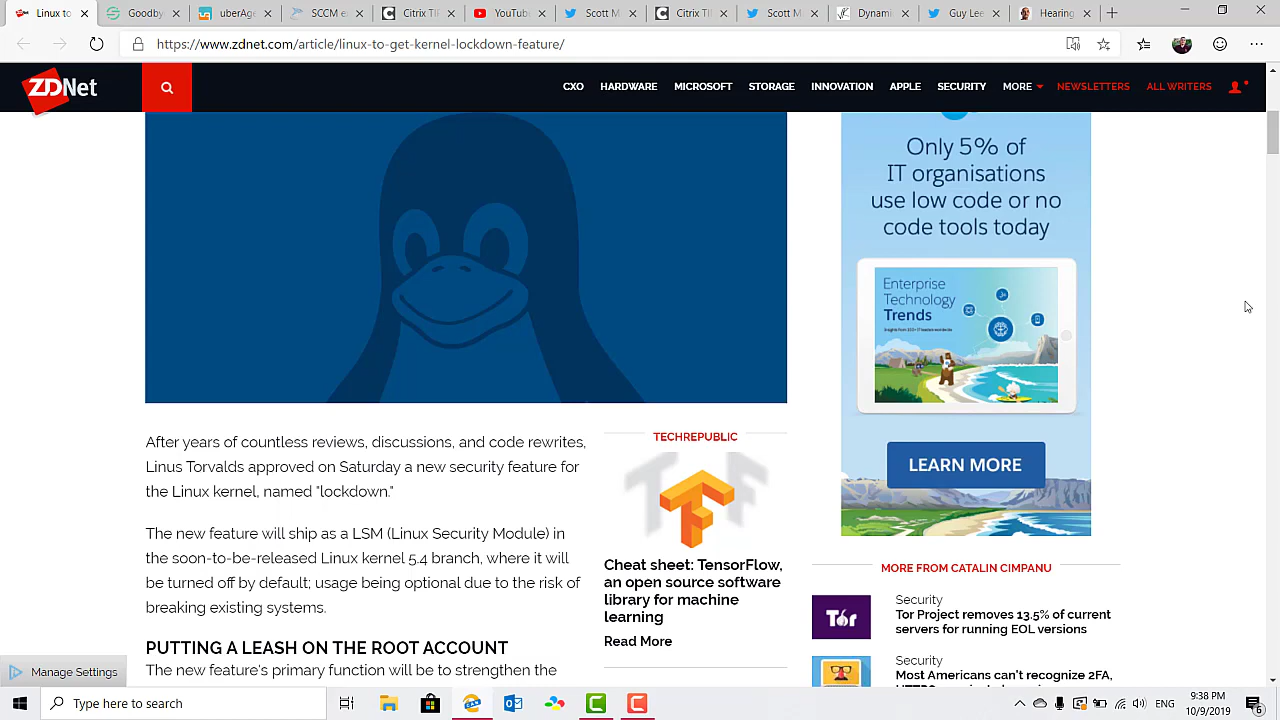 Linux
Goodby
uberAge
SCCM e
Citrix Tr
YouTube
Scott M
Citrix Tr
Scott M
Dynamic
Guy Lee
Hearing
https://www.zdnet.com/article/linux-to-get-kernel-lockdown-feature/
ZDNet
CXO
HARDWARE
MICROSOFT
STORAGE
INNOVATION
APPLE
SECURITY
MORE
NEWSLETTERS
ALL WRITERS
Only 5% of
IT organisations
use low code or no
code tools today
Enterprise
Technology
Trends
LEARN MORE
After years of countless reviews, discussions, and code rewrites,
Linus Torvalds approved on Saturday a new security feature for
the Linux kernel, named "lockdown."
The new feature will ship as a LSM (Linux Security Module) in
the soon-to-be-released Linux kernel 5.4 branch, where it will
be turned off by default; usage being optional due to the risk of
breaking existing systems.
PUTTING A LEASH ON THE ROOT ACCOUNT
The new feature's primary function will be to strengthen the
TECHREPUBLIC
Cheat sheet: TensorFlow,
an open source software
library for machine
learning
Read More
MORE FROM CATALIN CIMPANU
Tor
Security
Tor Project removes 13.5% of current
servers for running EOL versions
Security
Most Americans can't recognize 2FA,
Manage Settings
Type here to search
ENG
9:38 PM
10/9/2019
6